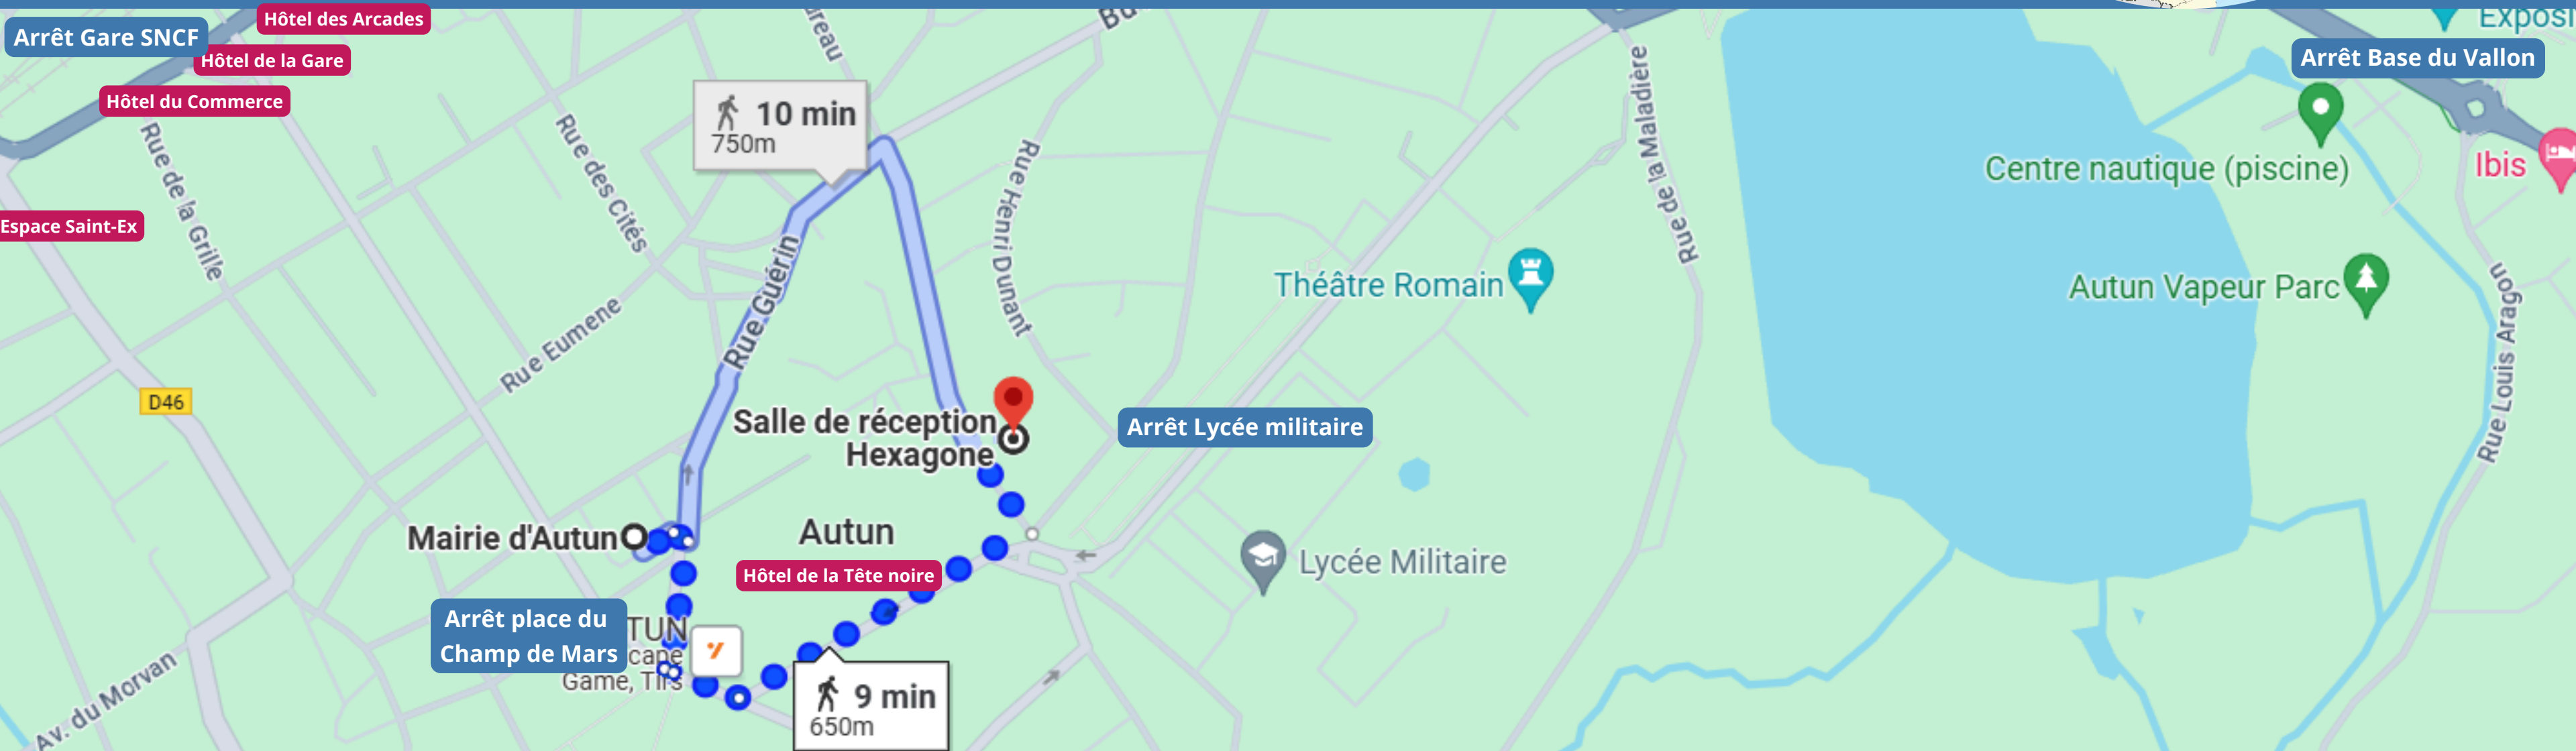 Hôtel des Arcades
Arrêt Gare SNCF
Hôtel de la Gare
Hôtel du Commerce
Espace Saint-Ex
Rue de la Grille
Rue des Cités
10 min
750m
Rue Henri Dunant
Rue de la Maladière
Arrêt Base du Vallon
Centre nautique (piscine)
Ibis
Rue Guérin
Rue Eumene
Théâtre Romain
Autun Vapeur Parc
Rue Louis Aragon
D46
Salle de réception
Hexagone
Arrêt Lycée militaire
Mairie d'Autun
Autun
Hôtel de la Tête noire
Lycée Militaire
Arrêt place du
Champ de Mars
TUN
cape
Game, Tirs
Av. du Morvan
9 min
650m